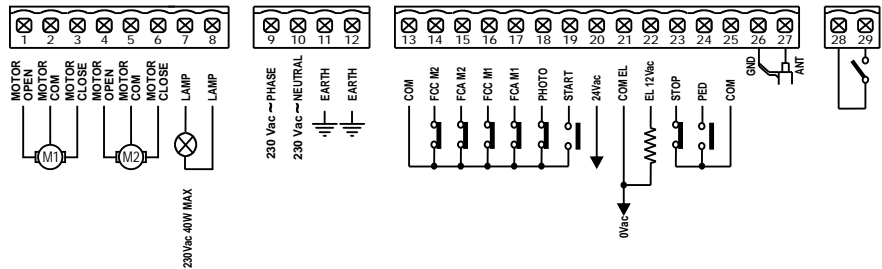 1 2 3 4 5 6 7 8
9 10 11 12
13 14 15 16 17 18 19 20 21 22 23 24 25 26 27
28 29
MOTOR OPEN
MOTOR COM
MOTOR CLOSE
MOTOR OPEN
MOTOR COM
MOTOR CLOSE
LAMP
LAMP
M1
M2
230Vac 40W MAX
230 Vac ~ PHASE
230 Vac ~ NEUTRAL
EARTH
EARTH
COM
FCC M2
FCA M2
FCC M1
FCA M1
PHOTO
START
24Vac
COM EL
EL 12Vac
STOP
PED
COM
GND
ANT
0Vac